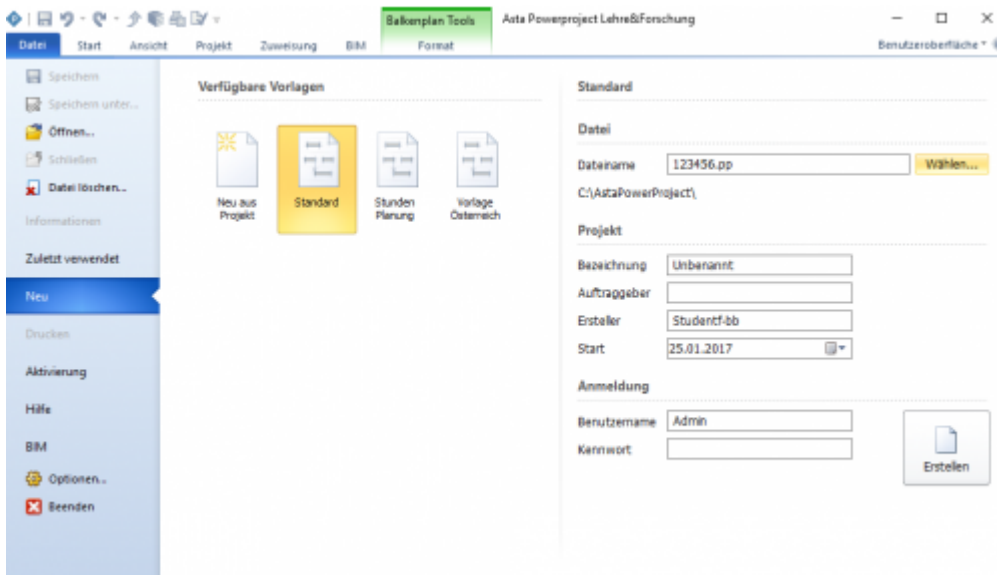 Balkenplan Tools
Asta Powerproject Lehre&Forschung
Datei Start Ansicht Projekt Zuweisung BIM Format Benutzeroberfläche
Speichern
Speichern unter...
Öffnen...
Schließen
Datei löschen...
Informationen
Zuletzt verwendet
Neu
Drucken
Aktivierung
Hilfe
BIM
Optionen...
Beenden
Verfügbare Vorlagen
Neu aus
Projekt
Standard
Stunden
Planung
Vorlage
Österreich
Standard
Datei
Dateiname 123456.pp Wählen...
C:\AstaPowerProject\
Projekt
Bezeichnung Unbenannt
Auftraggeber
Ersteller Studentf-bb
Start 25.01.2017
Anmeldung
Benutzername Admin
Kennwort
Erstellen